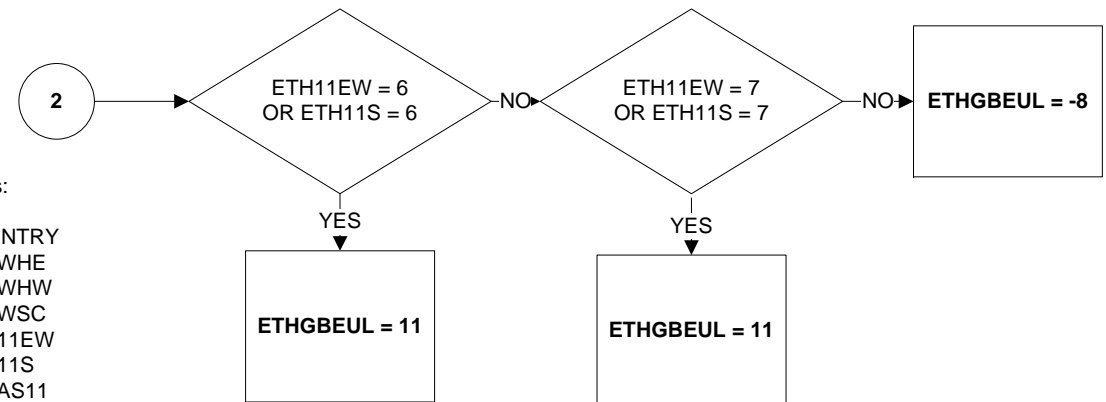 2
ETH11EW = 6
OR ETH11S = 6
NO
ETH11EW = 7
OR ETH11S = 7
NO
ETHGBEUL = -8
YES
ETHGBEUL = 11
YES
ETHGBEUL = 11
s:
NTRY
WHE
WHW
WSC
11EW
11S
AS11